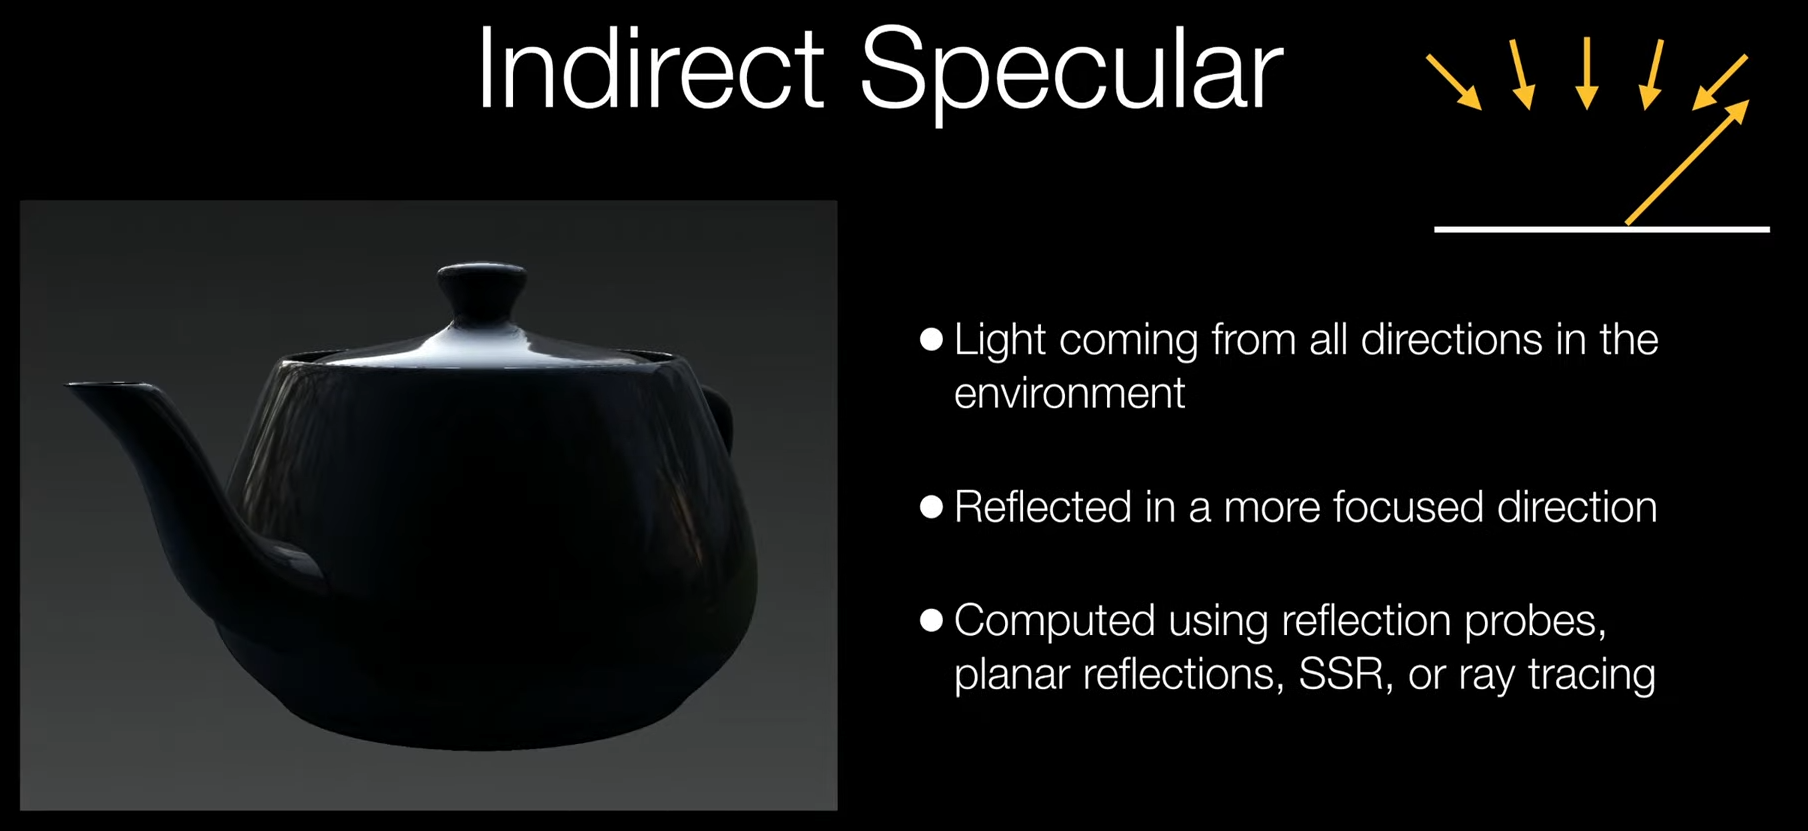 Indirect Specular
● Light coming from all directions in the
environment
● Reflected in a more focused direction
● Computed using reflection probes,
planar reflections, SSR, or ray tracing